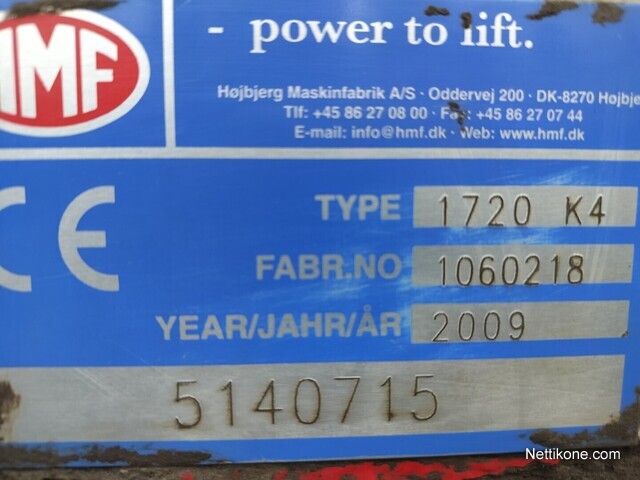 HMF
- power to lift.
Højbjerg Maskinfabrik A/S · Oddervej 200 · DK-8270 Højbje
Tlf: +45 86 27 08 00 · Fax: +45 86 27 07 44
E-mail: info@hmf.dk · Web: www.hmf.dk
CE
TYPE 1720 K4
FABR.NO 1060218
YEAR/JAHR/ÅR 2009
5140715
Nettikone.com